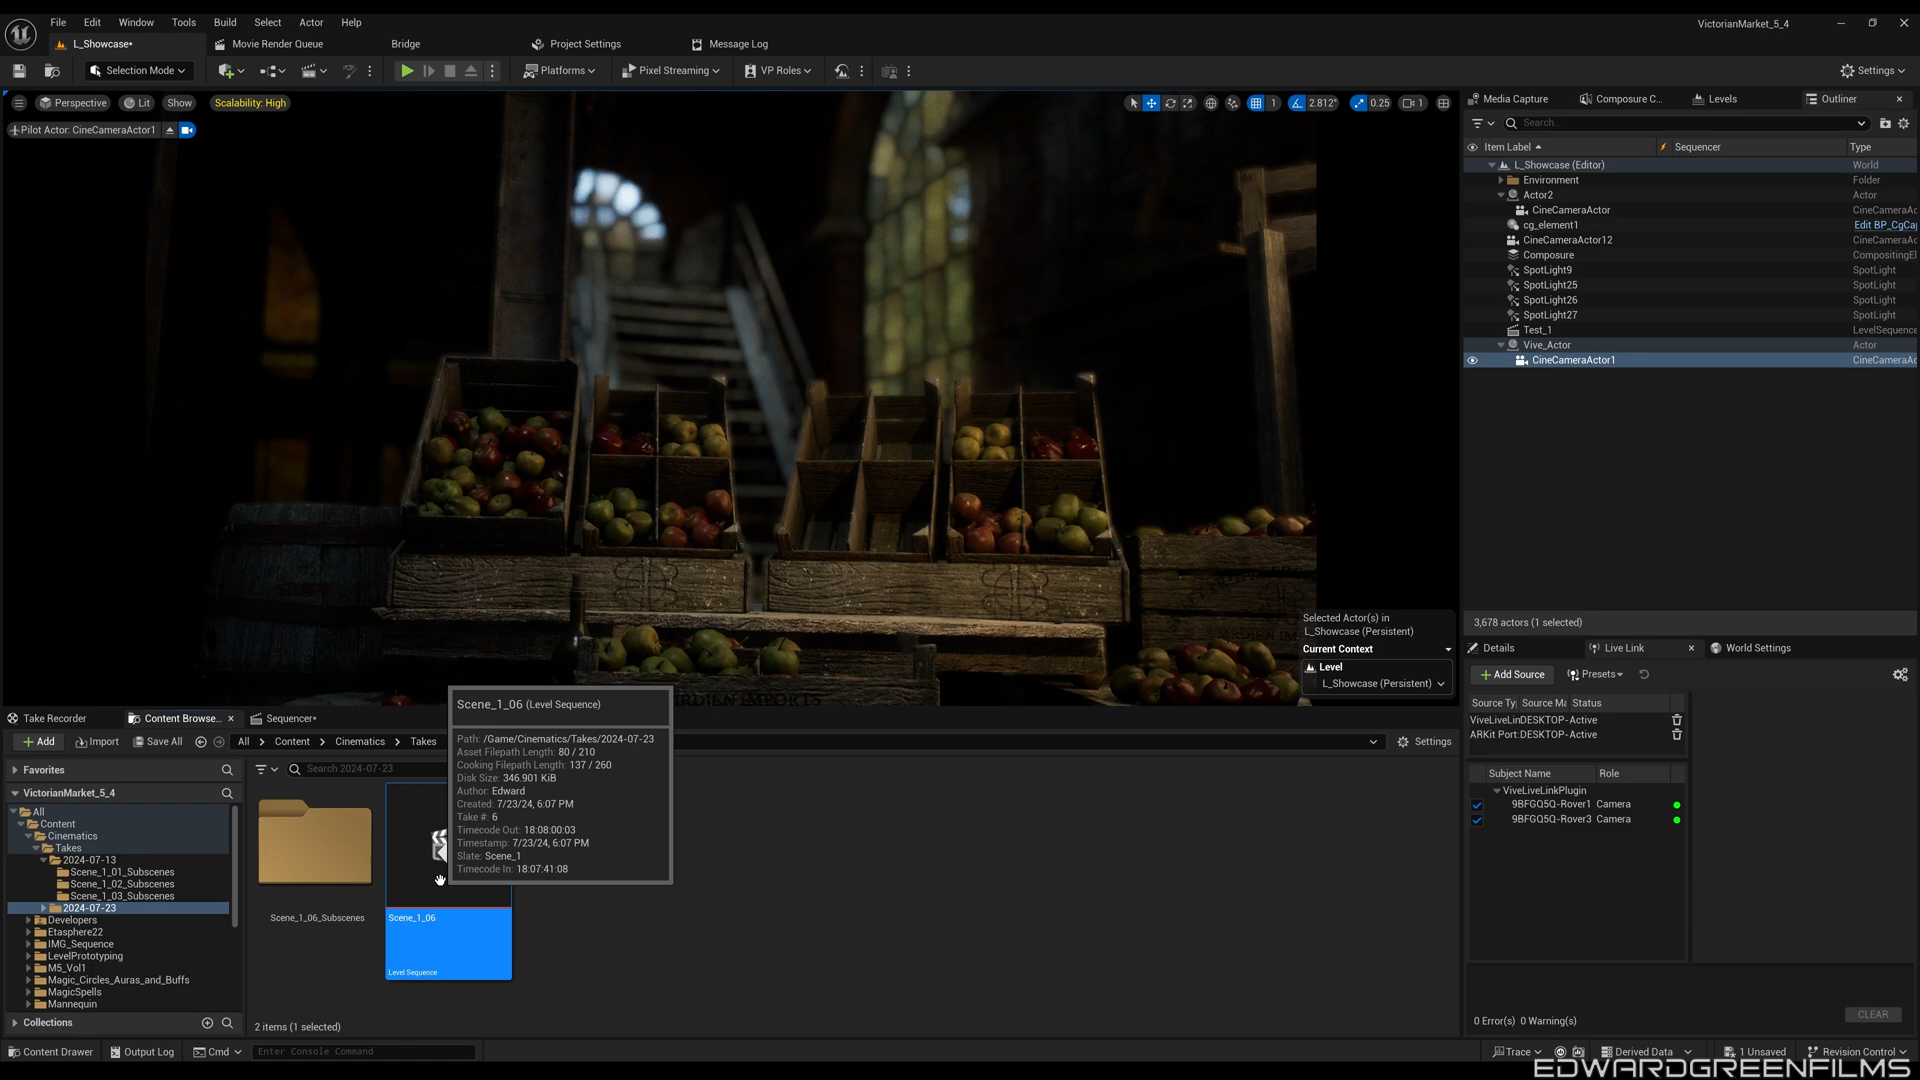 File Edit Window Tools Build Select Actor Help
VictorianMarket_5_4
L_Showcase* Movie Render Queue Bridge Project Settings Message Log
Selection Mode Platforms Pixel Streaming VP Roles Settings
Perspective Lit Show Scalability: High 1 2.812° 0.25 1
Pilot Actor: CineCameraActor1
Media Capture Composure C... Levels Outliner
Search...
Item Label Sequencer Type
L_Showcase (Editor) World
Environment Folder
Actor2 Actor
CineCameraActor CineCameraAc
cg_element1 Edit BP_CgCa
CineCameraActor12 CineCameraAc
Composure CompositingEl
SpotLight9 SpotLight
SpotLight25 SpotLight
SpotLight26 SpotLight
SpotLight27 SpotLight
Test_1 LevelSequence
Vive_Actor Actor
CineCameraActor1 CineCameraAc
3,678 actors (1 selected)
Selected Actor(s) in
L_Showcase (Persistent)
Current Context
Level
L_Showcase (Persistent)
IMPORTS
Details Live Link World Settings
Add Source Presets
Source Ty Source Ma Status
ViveLiveLinDESKTOP-Active
ARKit Port:DESKTOP-Active
Subject Name Role
ViveLiveLinkPlugin
9BFGQ5Q-Rover1 Camera
9BFGQ5Q-Rover3 Camera
0 Error(s) 0 Warning(s)
CLEAR
Take Recorder Content Browse... Sequencer*
Add Import Save All All > Content > Cinematics > Takes > Settings
Favorites
Search 2024-07-23
VictorianMarket_5_4
All
Content
Cinematics
Takes
2024-07-13
Scene_1_01_Subscenes
Scene_1_02_Subscenes
Scene_1_03_Subscenes
2024-07-23
Developers
Etasphere22
IMG_Sequence
LevelPrototyping
M5_Vol1
Magic_Circles_Auras_and_Buffs
MagicSpells
Mannequin
Collections
Scene_1_06 (Level Sequence)
Path: /Game/Cinematics/Takes/2024-07-23
Asset Filepath Length: 80 / 210
Cooking Filepath Length: 137 / 260
Disk Size: 346.901 KiB
Author: Edward
Created: 7/23/24, 6:07 PM
Take #: 6
Timecode Out: 18:08:00:03
Timestamp: 7/23/24, 6:07 PM
Slate: Scene_1
Timecode In: 18:07:41:08
Scene_1_06_Subscenes
Scene_1_06
Level Sequence
2 items (1 selected)
Content Drawer Output Log Cmd Enter Console Command
Trace Derived Data 1 Unsaved Revision Control
EDWARDGREENFILMS